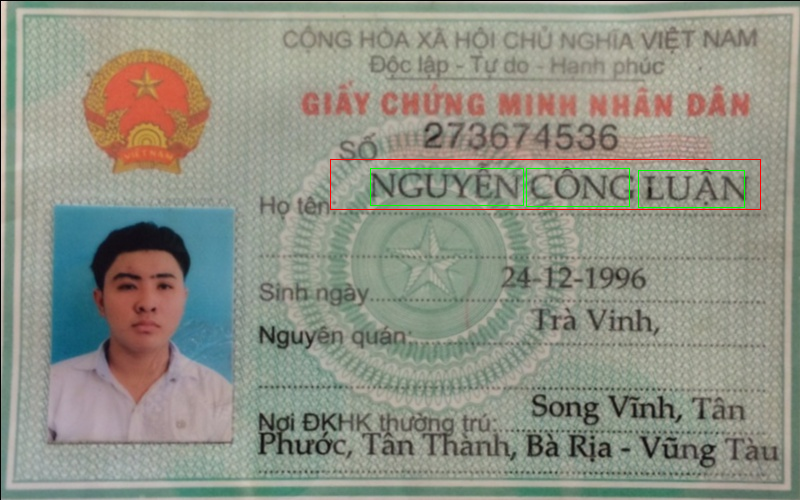 CỘNG HÒA XÃ HỘI CHỦ NGHĨA VIỆT NAM
Độc lập - Tự do - Hạnh phúc
GIẤY CHỨNG MINH NHÂN DÂN
SỐ 273674536
Họ tên NGUYỄN CÔNG LUẬN
Sinh ngày 24-12-1996
Nguyên quán: Trà Vinh,
Nơi ĐKHK thường trú: Song Vĩnh, Tân
Phước, Tân Thành, Bà Rịa - Vũng Tàu
VIỆT NAM